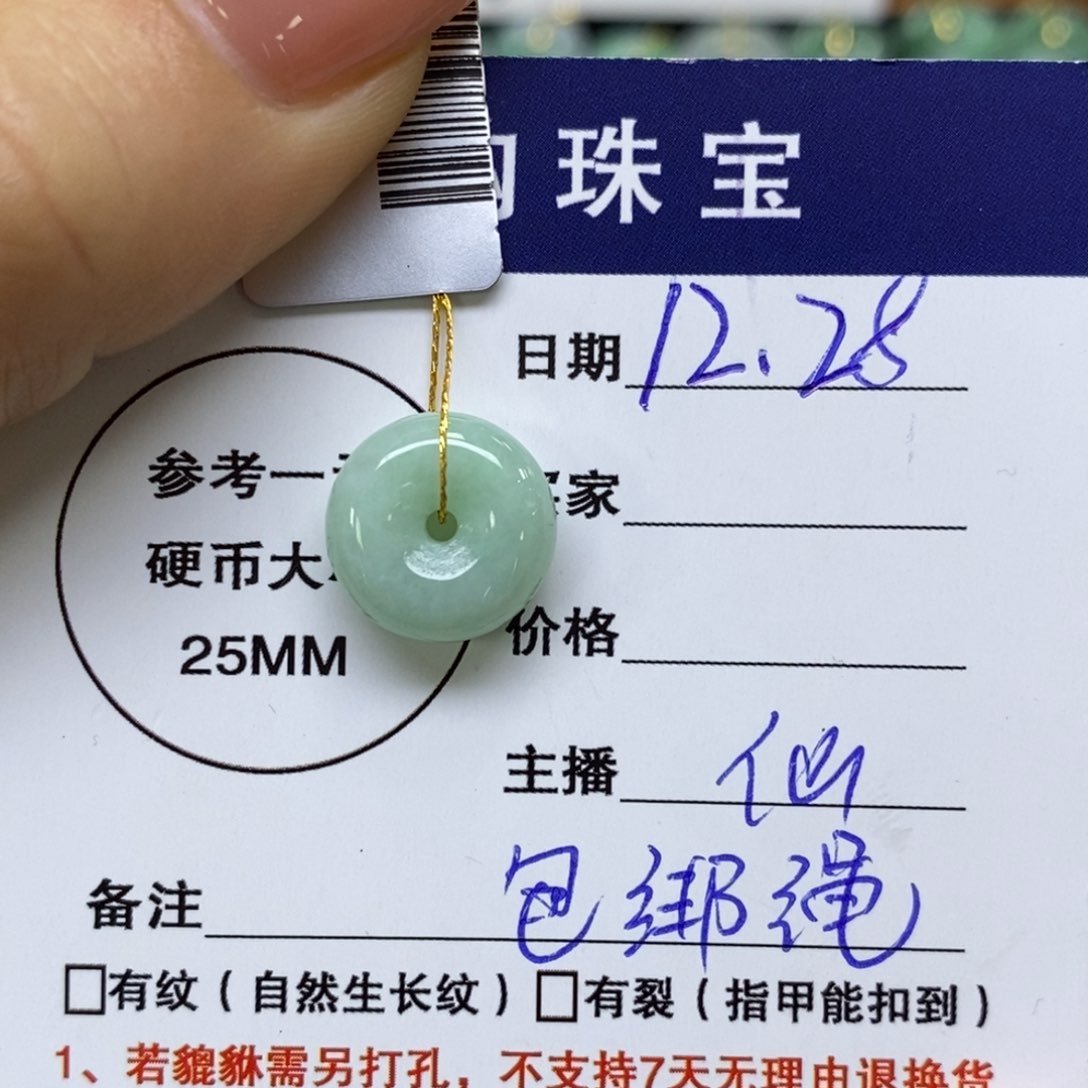 珠宝
日期 12.28
参考一
硬币大
25MM
家
价格
主播 仙
备注 包绑绳
□有纹（自然生长纹）□有裂（指甲能扣到）
1、若貔貅需另打孔，不支持7天无理由退换货